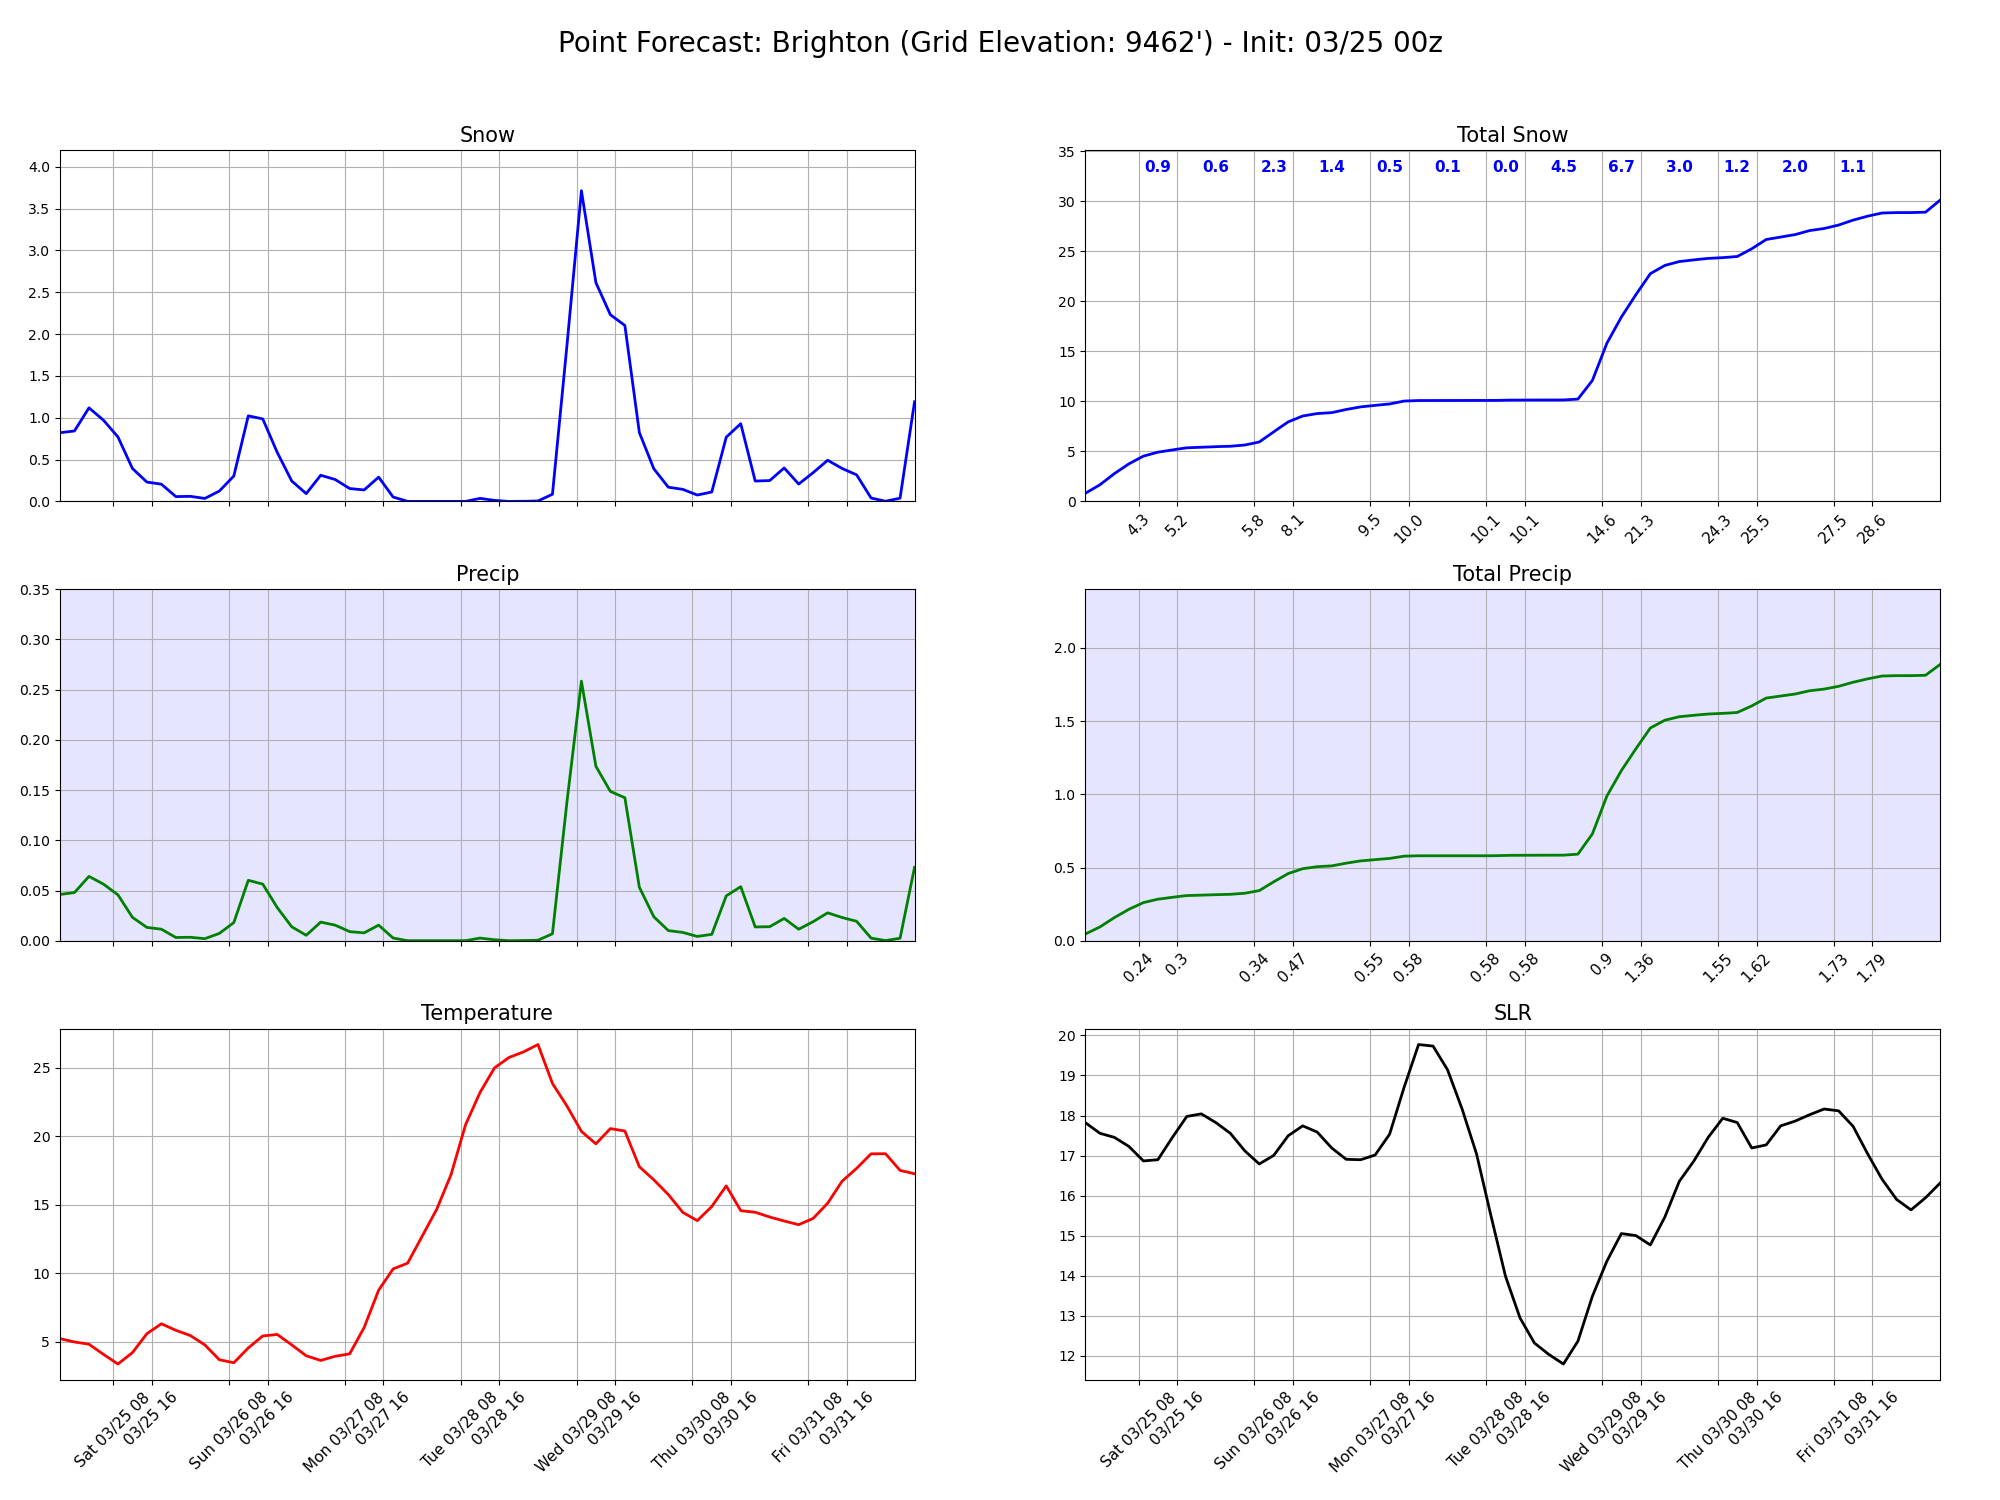 Point Forecast: Brighton (Grid Elevation: 9462') - Init: 03/25 00z
Snow
4.0
3.5
3.0
2.5
2.0
1.5
1.0
0.5
0.0
Total Snow
35
30
25
20
15
10
5
0
0.9 0.6 2.3 1.4 0.5 0.1 0.0 4.5 6.7 3.0 1.2 2.0 1.1
4.3 5.2 5.8 8.1 9.5 10.0 10.1 10.1 14.6 21.3 24.3 25.5 27.5 28.6
Precip
0.35
0.30
0.25
0.20
0.15
0.10
0.05
0.00
Total Precip
2.0
1.5
1.0
0.5
0.0
0.24 0.3 0.34 0.47 0.55 0.58 0.58 0.58 0.9 1.36 1.55 1.62 1.73 1.79
Temperature
25
20
15
10
5
Sat 03/25 08
03/25 16
Sun 03/26 08
03/26 16
Mon 03/27 08
03/27 16
Tue 03/28 08
03/28 16
Wed 03/29 08
03/29 16
Thu 03/30 08
03/30 16
Fri 03/31 08
03/31 16
SLR
20
19
18
17
16
15
14
13
12
Sat 03/25 08
03/25 16
Sun 03/26 08
03/26 16
Mon 03/27 08
03/27 16
Tue 03/28 08
03/28 16
Wed 03/29 08
03/29 16
Thu 03/30 08
03/30 16
Fri 03/31 08
03/31 16